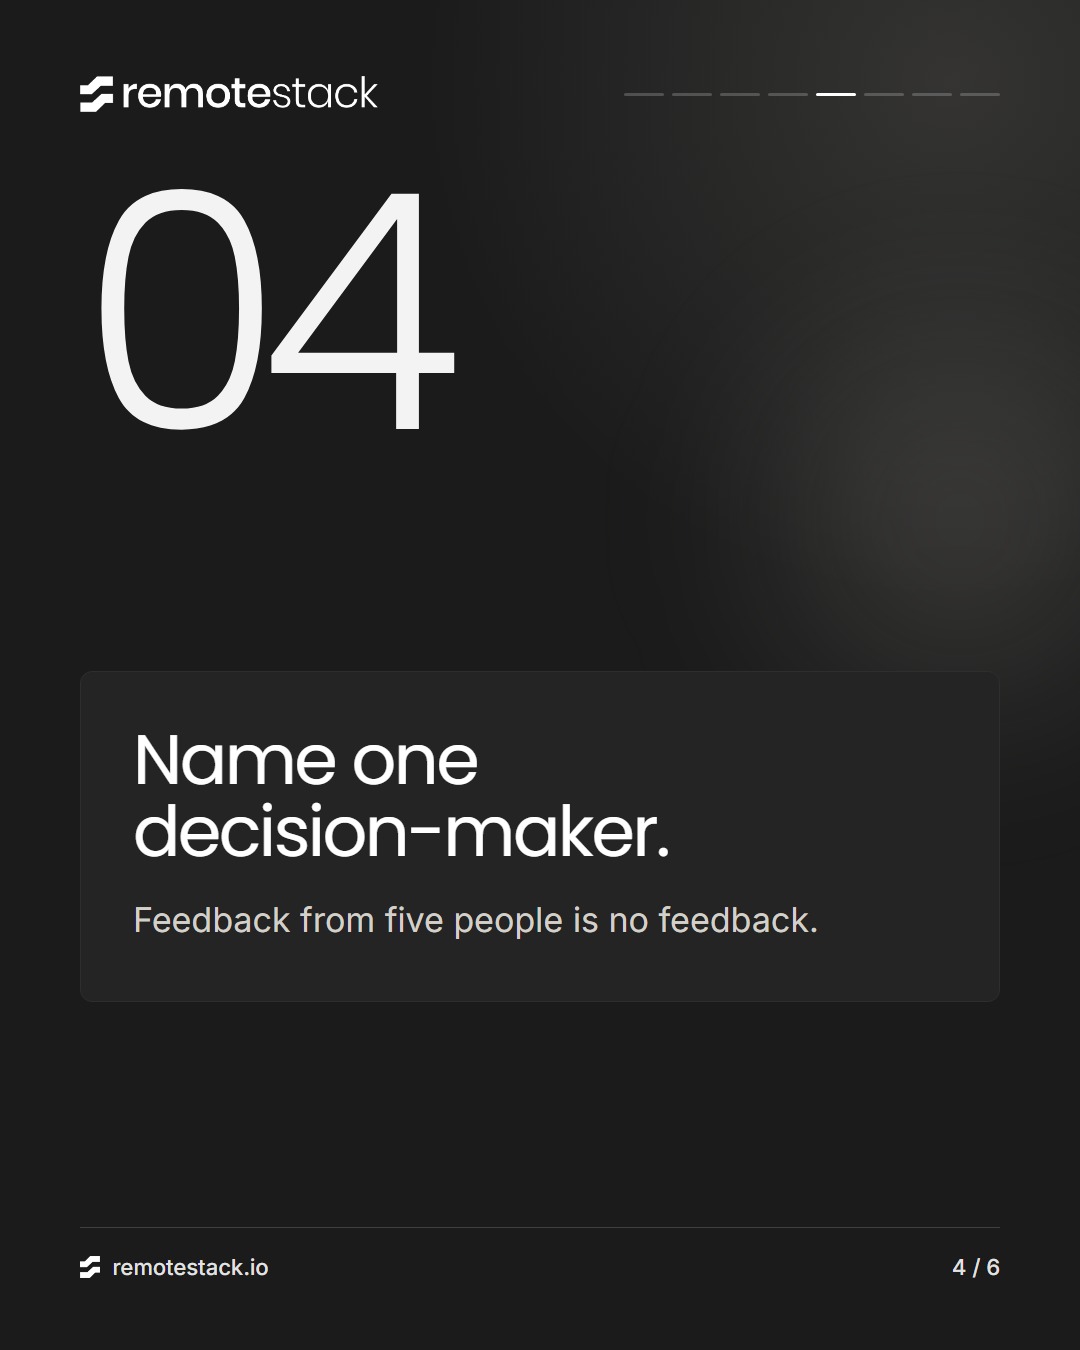 remotestack
04
Name one
decision-maker.
Feedback from five people is no feedback.
remotestack.io
4 / 6